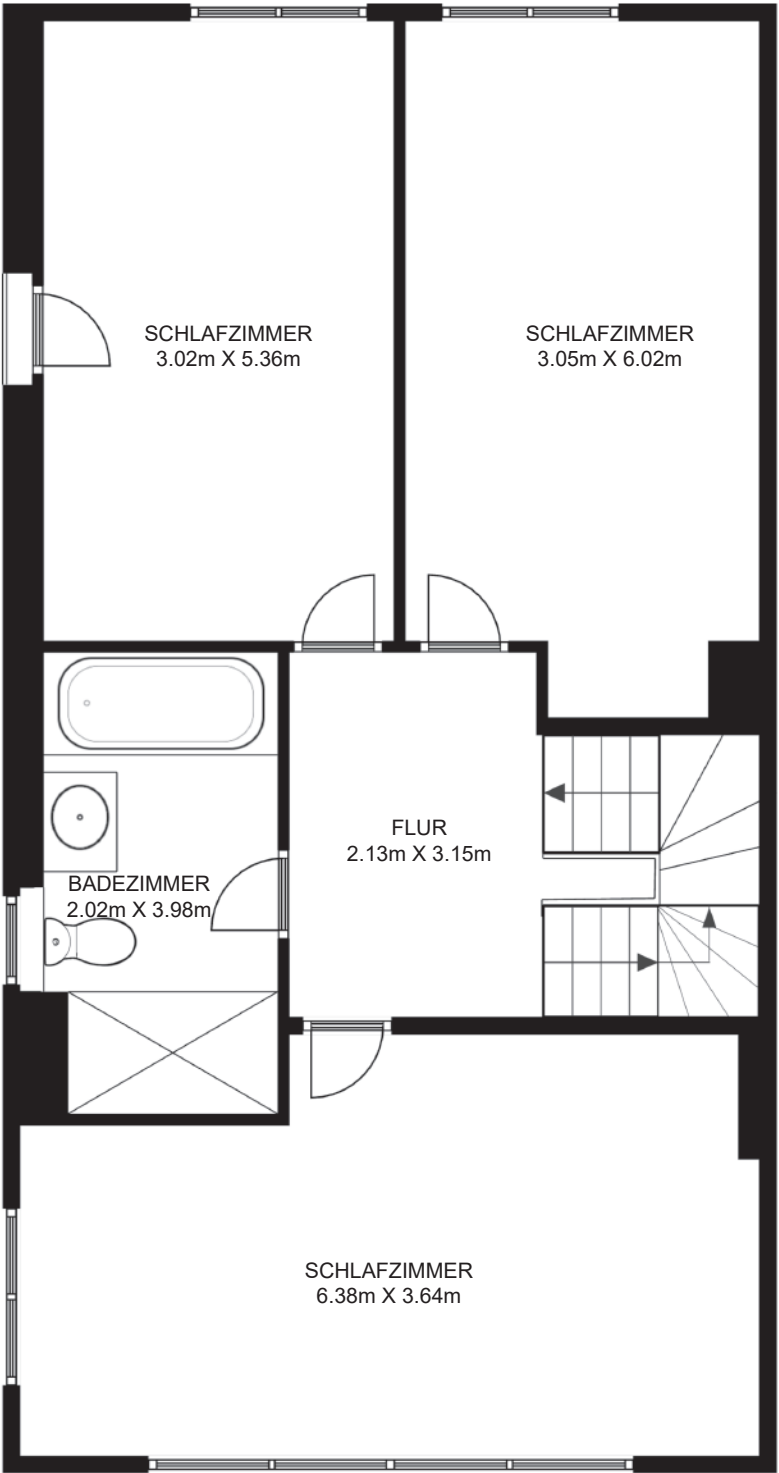 SCHLAFZIMMER
3.02m X 5.36m
SCHLAFZIMMER
3.05m X 6.02m
FLUR
2.13m X 3.15m
BADEZIMMER
2.02m X 3.98m
SCHLAFZIMMER
6.38m X 3.64m